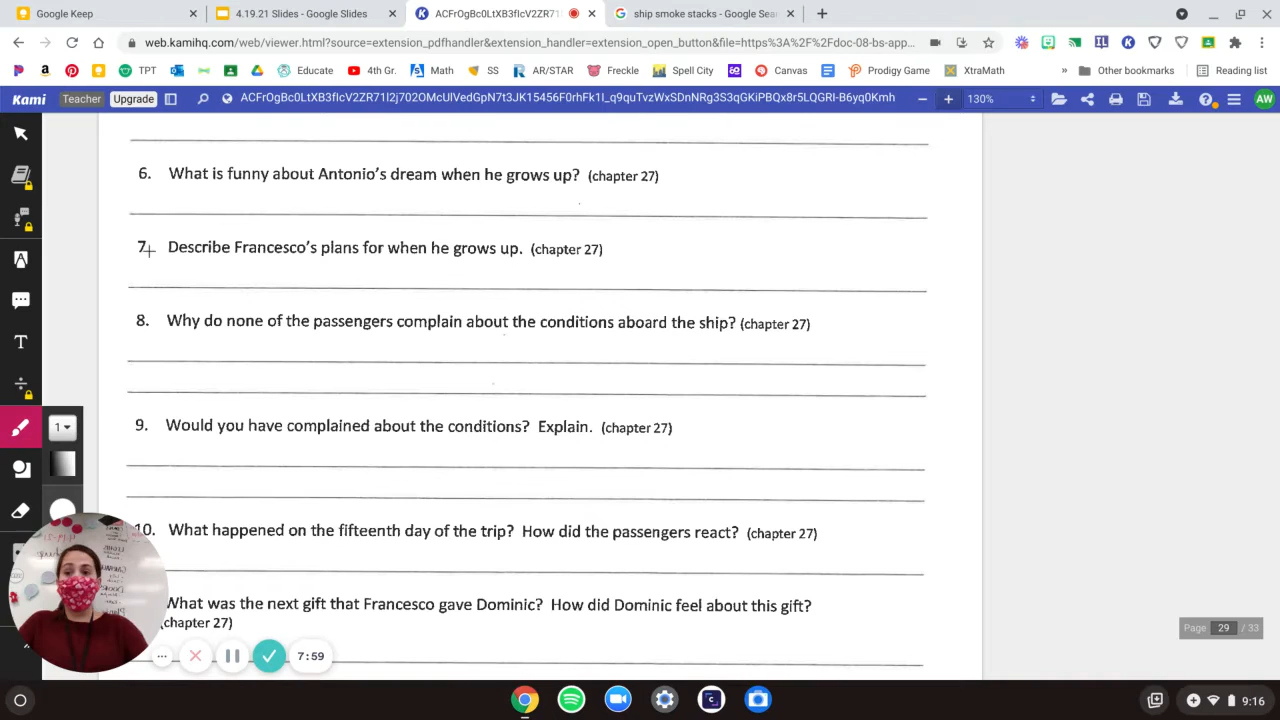 Google Keep
4.19.21 Slides - Google Slides
ACFrOgBc0LtXB3fIcV2ZR71
ship smoke stacks - Google Sea
web.kamihq.com/web/viewer.html?source=extension_pdfhandler&extension_handler=extension_open_button&file=https%3A%2F%2Fdoc-08-bs-app...
TPT
Educate
4th Gr.
Math
SS
AR/STAR
Freckle
Spell City
Canvas
Prodigy Game
XtraMath
»
Other bookmarks
Reading list
Kami
Teacher
Upgrade
130%
AW
6. What is funny about Antonio's dream when he grows up? (chapter 27)
7. Describe Francesco's plans for when he grows up. (chapter 27)
8. Why do none of the passengers complain about the conditions aboard the ship? (chapter 27)
9. Would you have complained about the conditions? Explain. (chapter 27)
10. What happened on the fifteenth day of the trip? How did the passengers react? (chapter 27)
What was the next gift that Francesco gave Dominic? How did Dominic feel about this gift?
(chapter 27)
Page 29 / 33
T
1
7:59
9:16